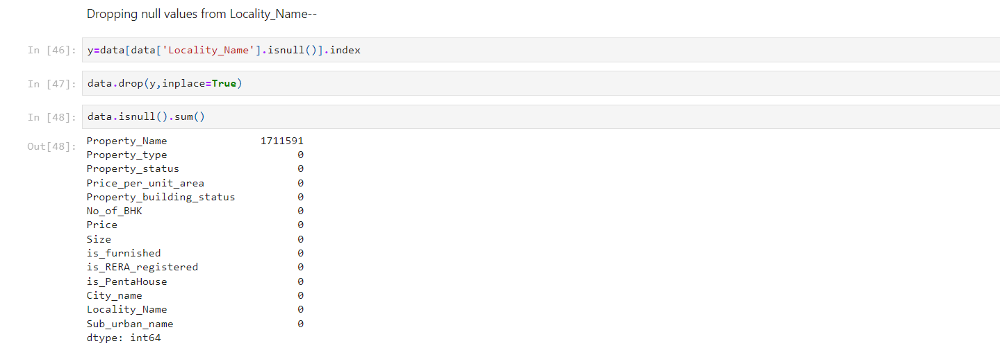 Dropping null values from Locality_Name--
In [46]: y=data[data['Locality_Name'].isnull()].index
In [47]: data.drop(y,inplace=True)
In [48]: data.isnull().sum()
Out[48]: Property_Name 1711591
Property_type 0
Property_status 0
Price_per_unit_area 0
Property_building_status 0
No_of_BHK 0
Price 0
Size 0
is_furnished 0
is_RERA_registered 0
is_PentaHouse 0
City_name 0
Locality_Name 0
Sub_urban_name 0
dtype: int64